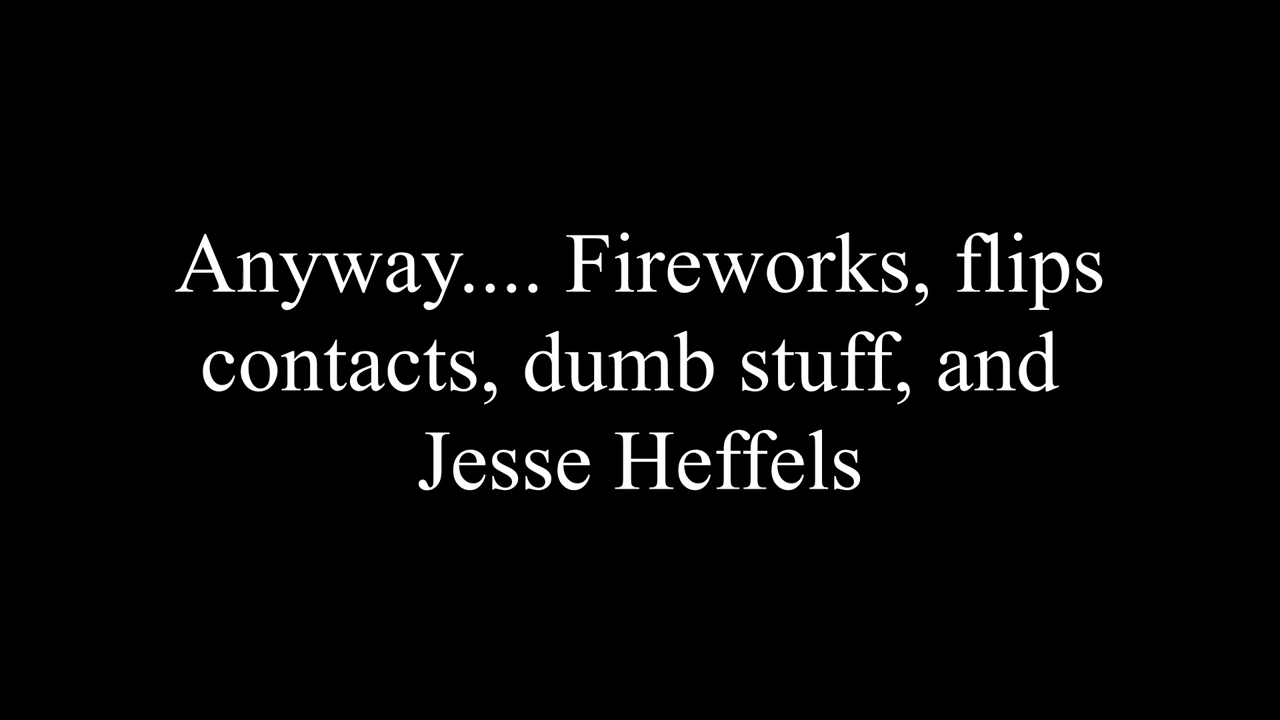 Anyway.... Fireworks, flips
contacts, dumb stuff, and
Jesse Heffels